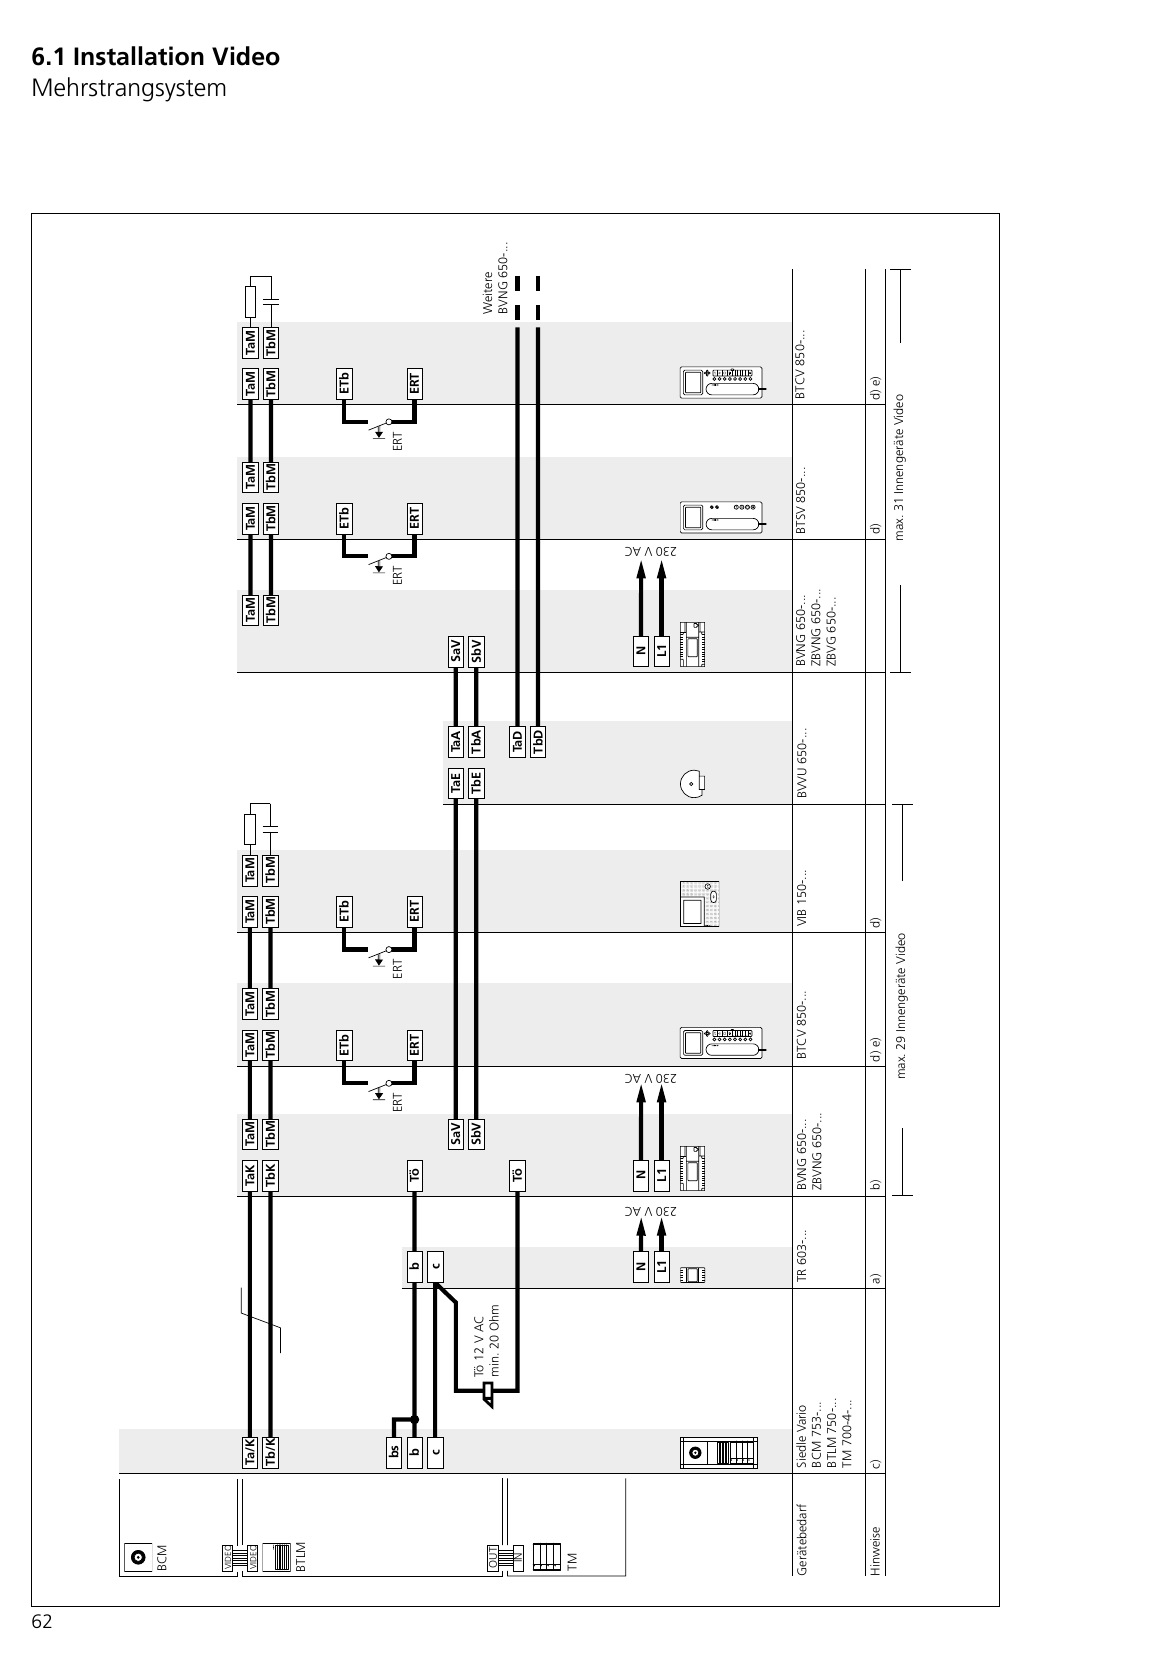 6.1 Installation Video
Mehrstrangsystem
BCM
VIDEO
VIDEO
BTLM
OUT
IN
TM
Gerätebedarf
Hinweise
Ta/K
Tb/K
bs
b
c
Siedle Vario
BCM 753-...
BTLM 750-...
TM 700-4-...
c)
Tö 12 V AC
min. 20 Ohm
b
c
N
L1
230 V AC
TR 603-...
a)
TaK
TbK
TaM
TbM
Tö
SaV
SbV
Tö
N
L1
230 V AC
BVNG 650-...
ZBVNG 650-...
b)
ERT
TaM
TbM
TaM
TbM
ETb
ERT
BTCV 850-...
d) e)
ERT
TaM
TbM
TaM
TbM
ETb
ERT
VIB 150-...
d)
max. 29 Innengeräte Video
TaE
TbE
TaA
TbA
TaD
TbD
BVVU 650-...
TaM
TbM
SaV
SbV
N
L1
230 V AC
BVNG 650-...
ZBVNG 650-...
ZBVG 650-...
ERT
TaM
TbM
TaM
TbM
ETb
ERT
BTSV 850-...
d)
ERT
TaM
TbM
TaM
TbM
ETb
ERT
BTCV 850-...
d) e)
Weitere
BVNG 650-...
max. 31 Innengeräte Video
62